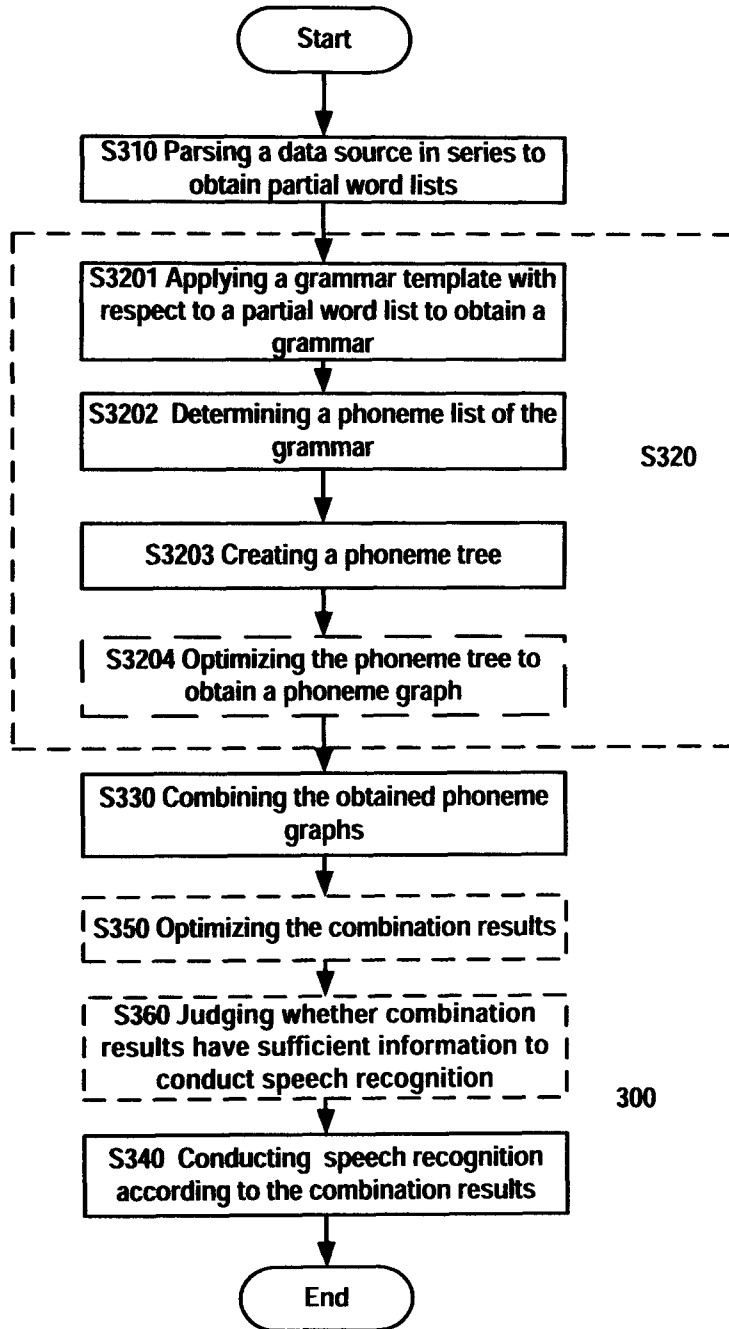 Start
S310 Parsing a data source in series to
obtain partial word lists
S3201 Applying a grammar template with
respect to a partial word list to obtain a
grammar
S3202 Determining a phoneme list of the
grammar
S320
S3203 Creating a phoneme tree
S3204 Optimizing the phoneme tree to
obtain a phoneme graph
S330 Combining the obtained phoneme
graphs
S350 Optimizing the combination results
S360 Judging whether combination
results have sufficient information to
conduct speech recognition
300
S340 Conducting speech recognition
according to the combination results
End